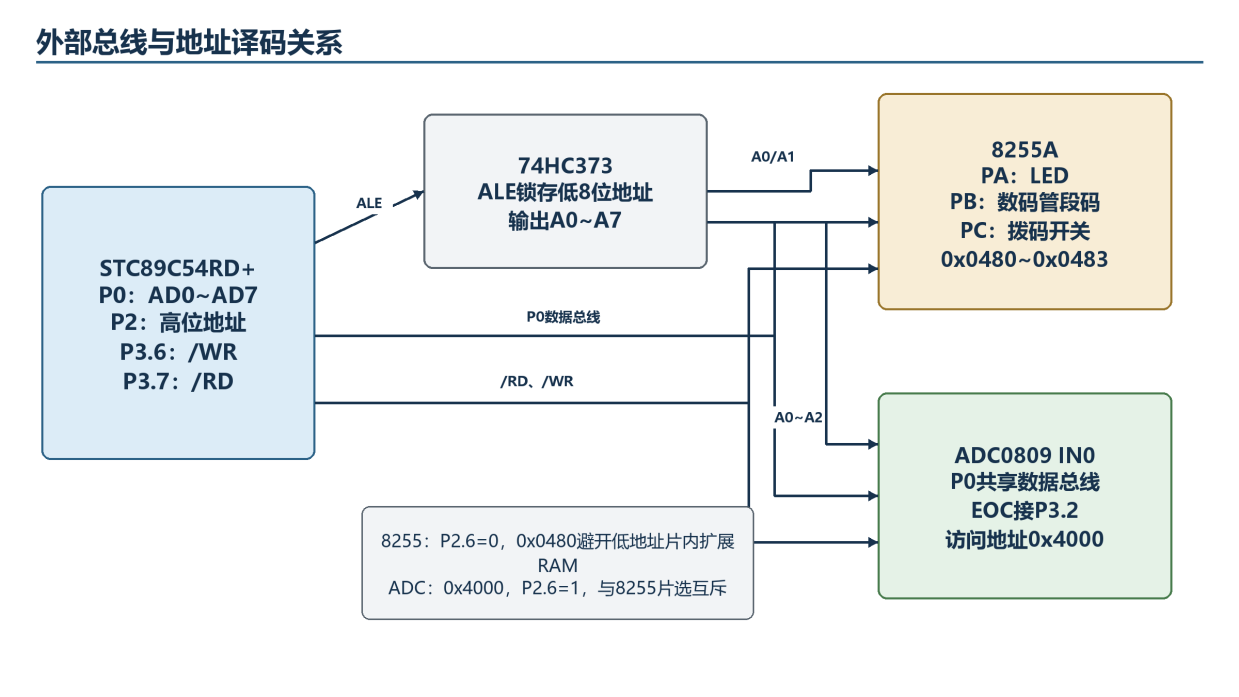 外部总线与地址译码关系
STC89C54RD+
P0：AD0~AD7
P2：高位地址
P3.6：/WR
P3.7：/RD
ALE
74HC373
ALE锁存低8位地址
输出A0~A7
A0/A1
8255A
PA：LED
PB：数码管段码
PC：拨码开关
0x0480~0x0483
P0数据总线
/RD、/WR
A0~A2
ADC0809 IN0
P0共享数据总线
EOC接P3.2
访问地址0x4000
8255：P2.6=0，0x0480避开低地址片内扩展
RAM
ADC：0x4000，P2.6=1，与8255片选互斥